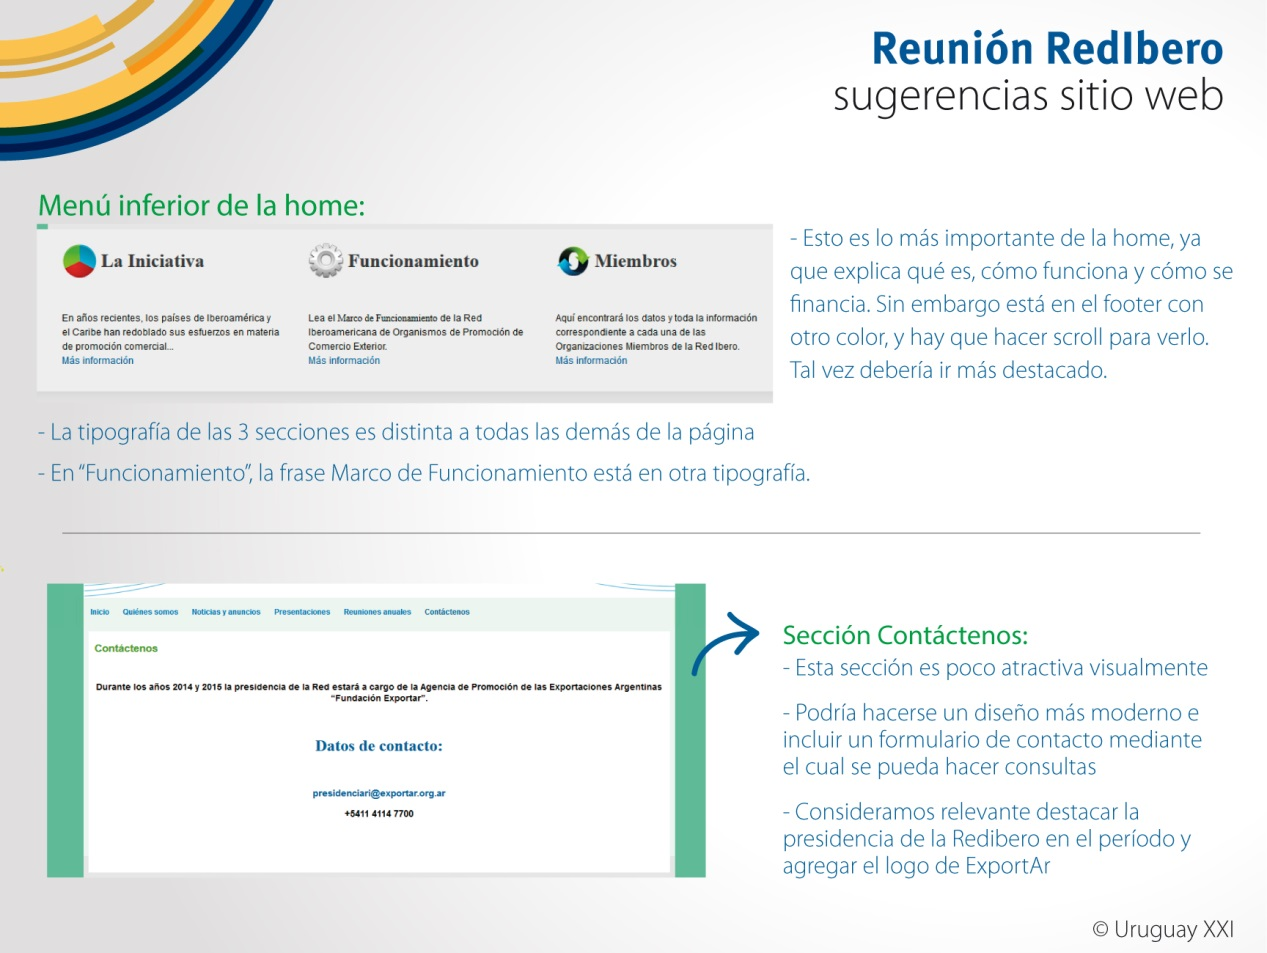 Reunión RedIbero
sugerencias sitio web
Menú inferior de la home:
La Iniciativa
En años recientes, los países de Iberoamérica y
el Caribe han redoblado sus esfuerzos en materia
de promoción comercial...
Más información
Funcionamiento
Lea el Marco de Funcionamiento de la Red
Iberoamericana de Organismos de Promoción de
Comercio Exterior.
Más información
Miembros
Aquí encontrará los datos y toda la información
correspondiente a cada una de las
Organizaciones Miembros de la Red Ibero.
Más información
- Esto es lo más importante de la home, ya
que explica qué es, cómo funciona y cómo se
financia. Sin embargo está en el footer con
otro color, y hay que hacer scroll para verlo.
Tal vez debería ir más destacado.
- La tipografía de las 3 secciones es distinta a todas las demás de la página
- En “Funcionamiento”, la frase Marco de Funcionamiento está en otra tipografía.
Inicio Quiénes somos Noticias y anuncios Presentaciones Reuniones anuales Contáctenos
Contáctenos
Durante los años 2014 y 2015 la presidencia de la Red estará a cargo de la Agencia de Promoción de las Exportaciones Argentinas
“Fundación Exportar”.
Datos de contacto:
presidenciari@exportar.org.ar
+5411 4114 7700
Sección Contáctenos:
- Esta sección es poco atractiva visualmente
- Podría hacerse un diseño más moderno e
incluir un formulario de contacto mediante
el cual se pueda hacer consultas
- Consideramos relevante destacar la
presidencia de la Redibero en el período y
agregar el logo de ExportAr
© Uruguay XXI